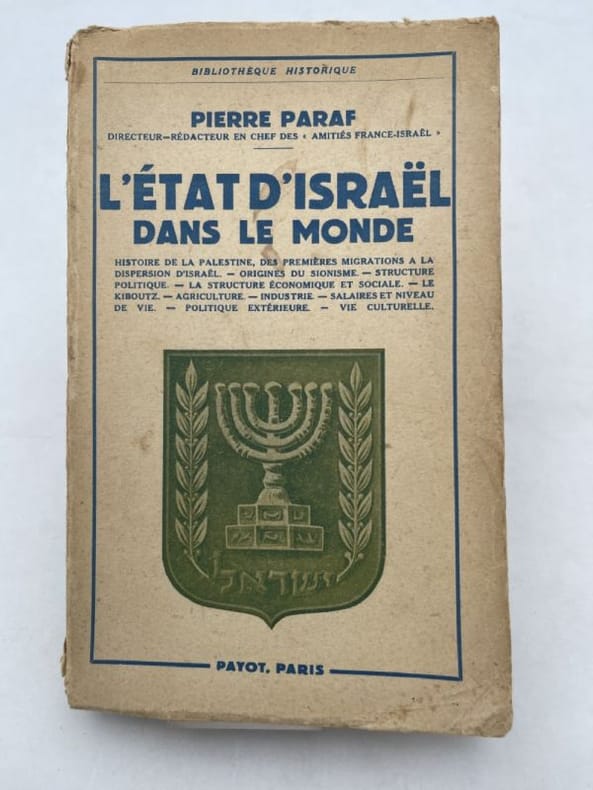 BIBLIOTHÈQUE HISTORIQUE
PIERRE PARAF
DIRECTEUR—RÉDACTEUR EN CHEF DES « AMITIÉS FRANCE-ISRAËL »
L'ÉTAT D'ISRAËL
DANS LE MONDE
HISTOIRE DE LA PALESTINE, DES PREMIÈRES MIGRATIONS A LA
DISPERSION D'ISRAËL. — ORIGINES DU SIONISME. — STRUCTURE
POLITIQUE. — LA STRUCTURE ÉCONOMIQUE ET SOCIALE. — LE
KIBOUTZ. — AGRICULTURE. — INDUSTRIE. — SALAIRES ET NIVEAU
DE VIE. — POLITIQUE EXTÉRIEURE. — VIE CULTURELLE.
ישראל
PAYOT, PARIS